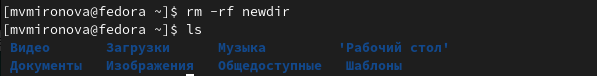 [mvmironova@fedora ~]$ rm -rf newdir
[mvmironova@fedora ~]$ ls
Видео Загрузки Музыка 'Рабочий стол'
Документы Изображения Общедоступные Шаблоны